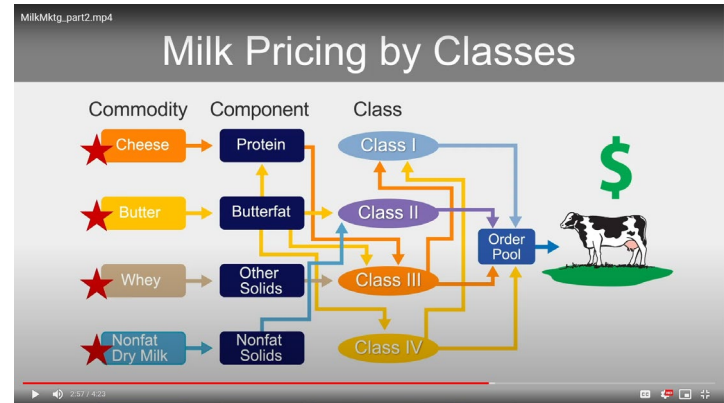 MilkMktg_part2.mp4
Milk Pricing by Classes
Commodity Component Class
Cheese Protein Class I
Butter Butterfat Class II
Order
Pool
Whey Other
Solids Class III
Nonfat
Dry Milk Nonfat
Solids Class IV
$
2:57 / 4:23
CC